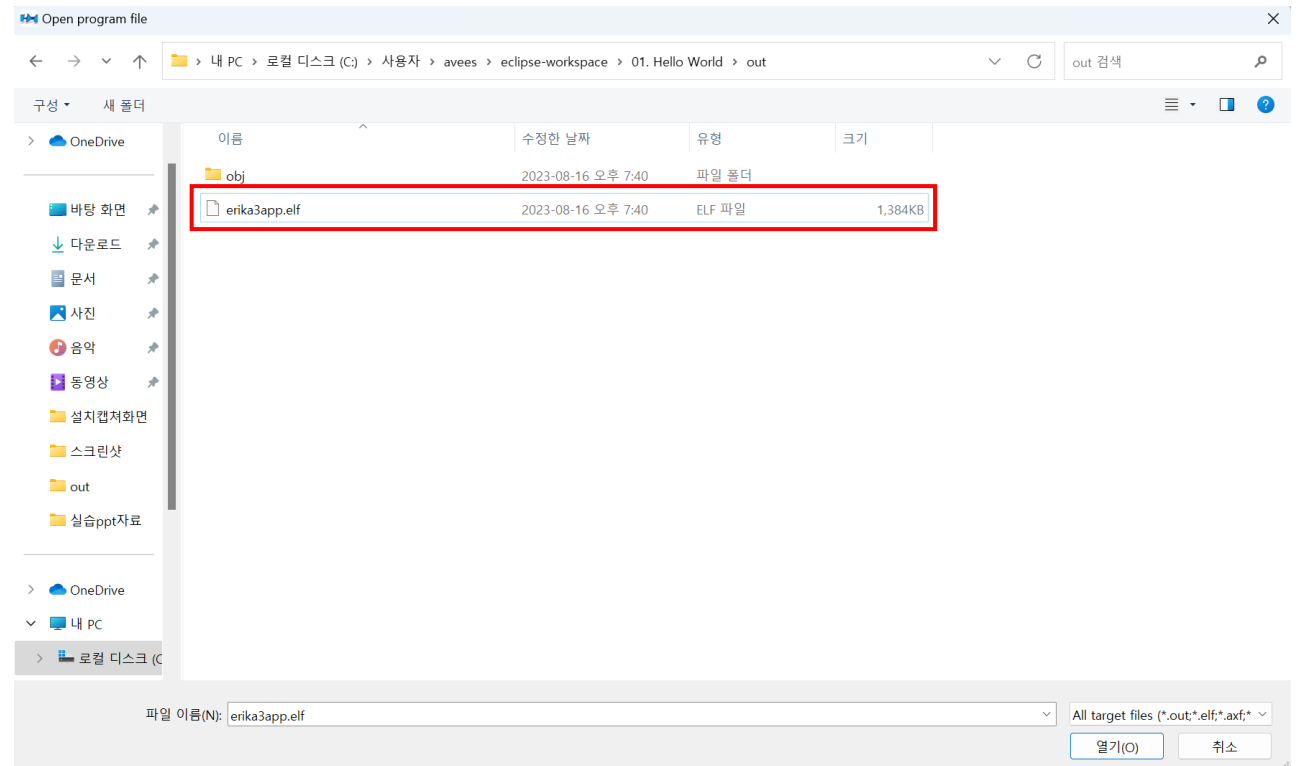 Open program file
내 PC > 로컬 디스크 (C:) > 사용자 > avees > eclipse-workspace > 01. Hello World > out
out 검색
구성 새 폴더
OneDrive
바탕 화면
다운로드
문서
사진
음악
동영상
설치캡쳐화면
스크린샷
out
실습ppt자료
OneDrive
내 PC
로컬 디스크 (C
이름 수정한 날짜 유형 크기
obj 2023-08-16 오후 7:40 파일 폴더
erika3app.elf 2023-08-16 오후 7:40 ELF 파일 1,384KB
파일 이름(N): erika3app.elf
All target files (*.out;*.elf;*.axf;*
열기(O) 취소